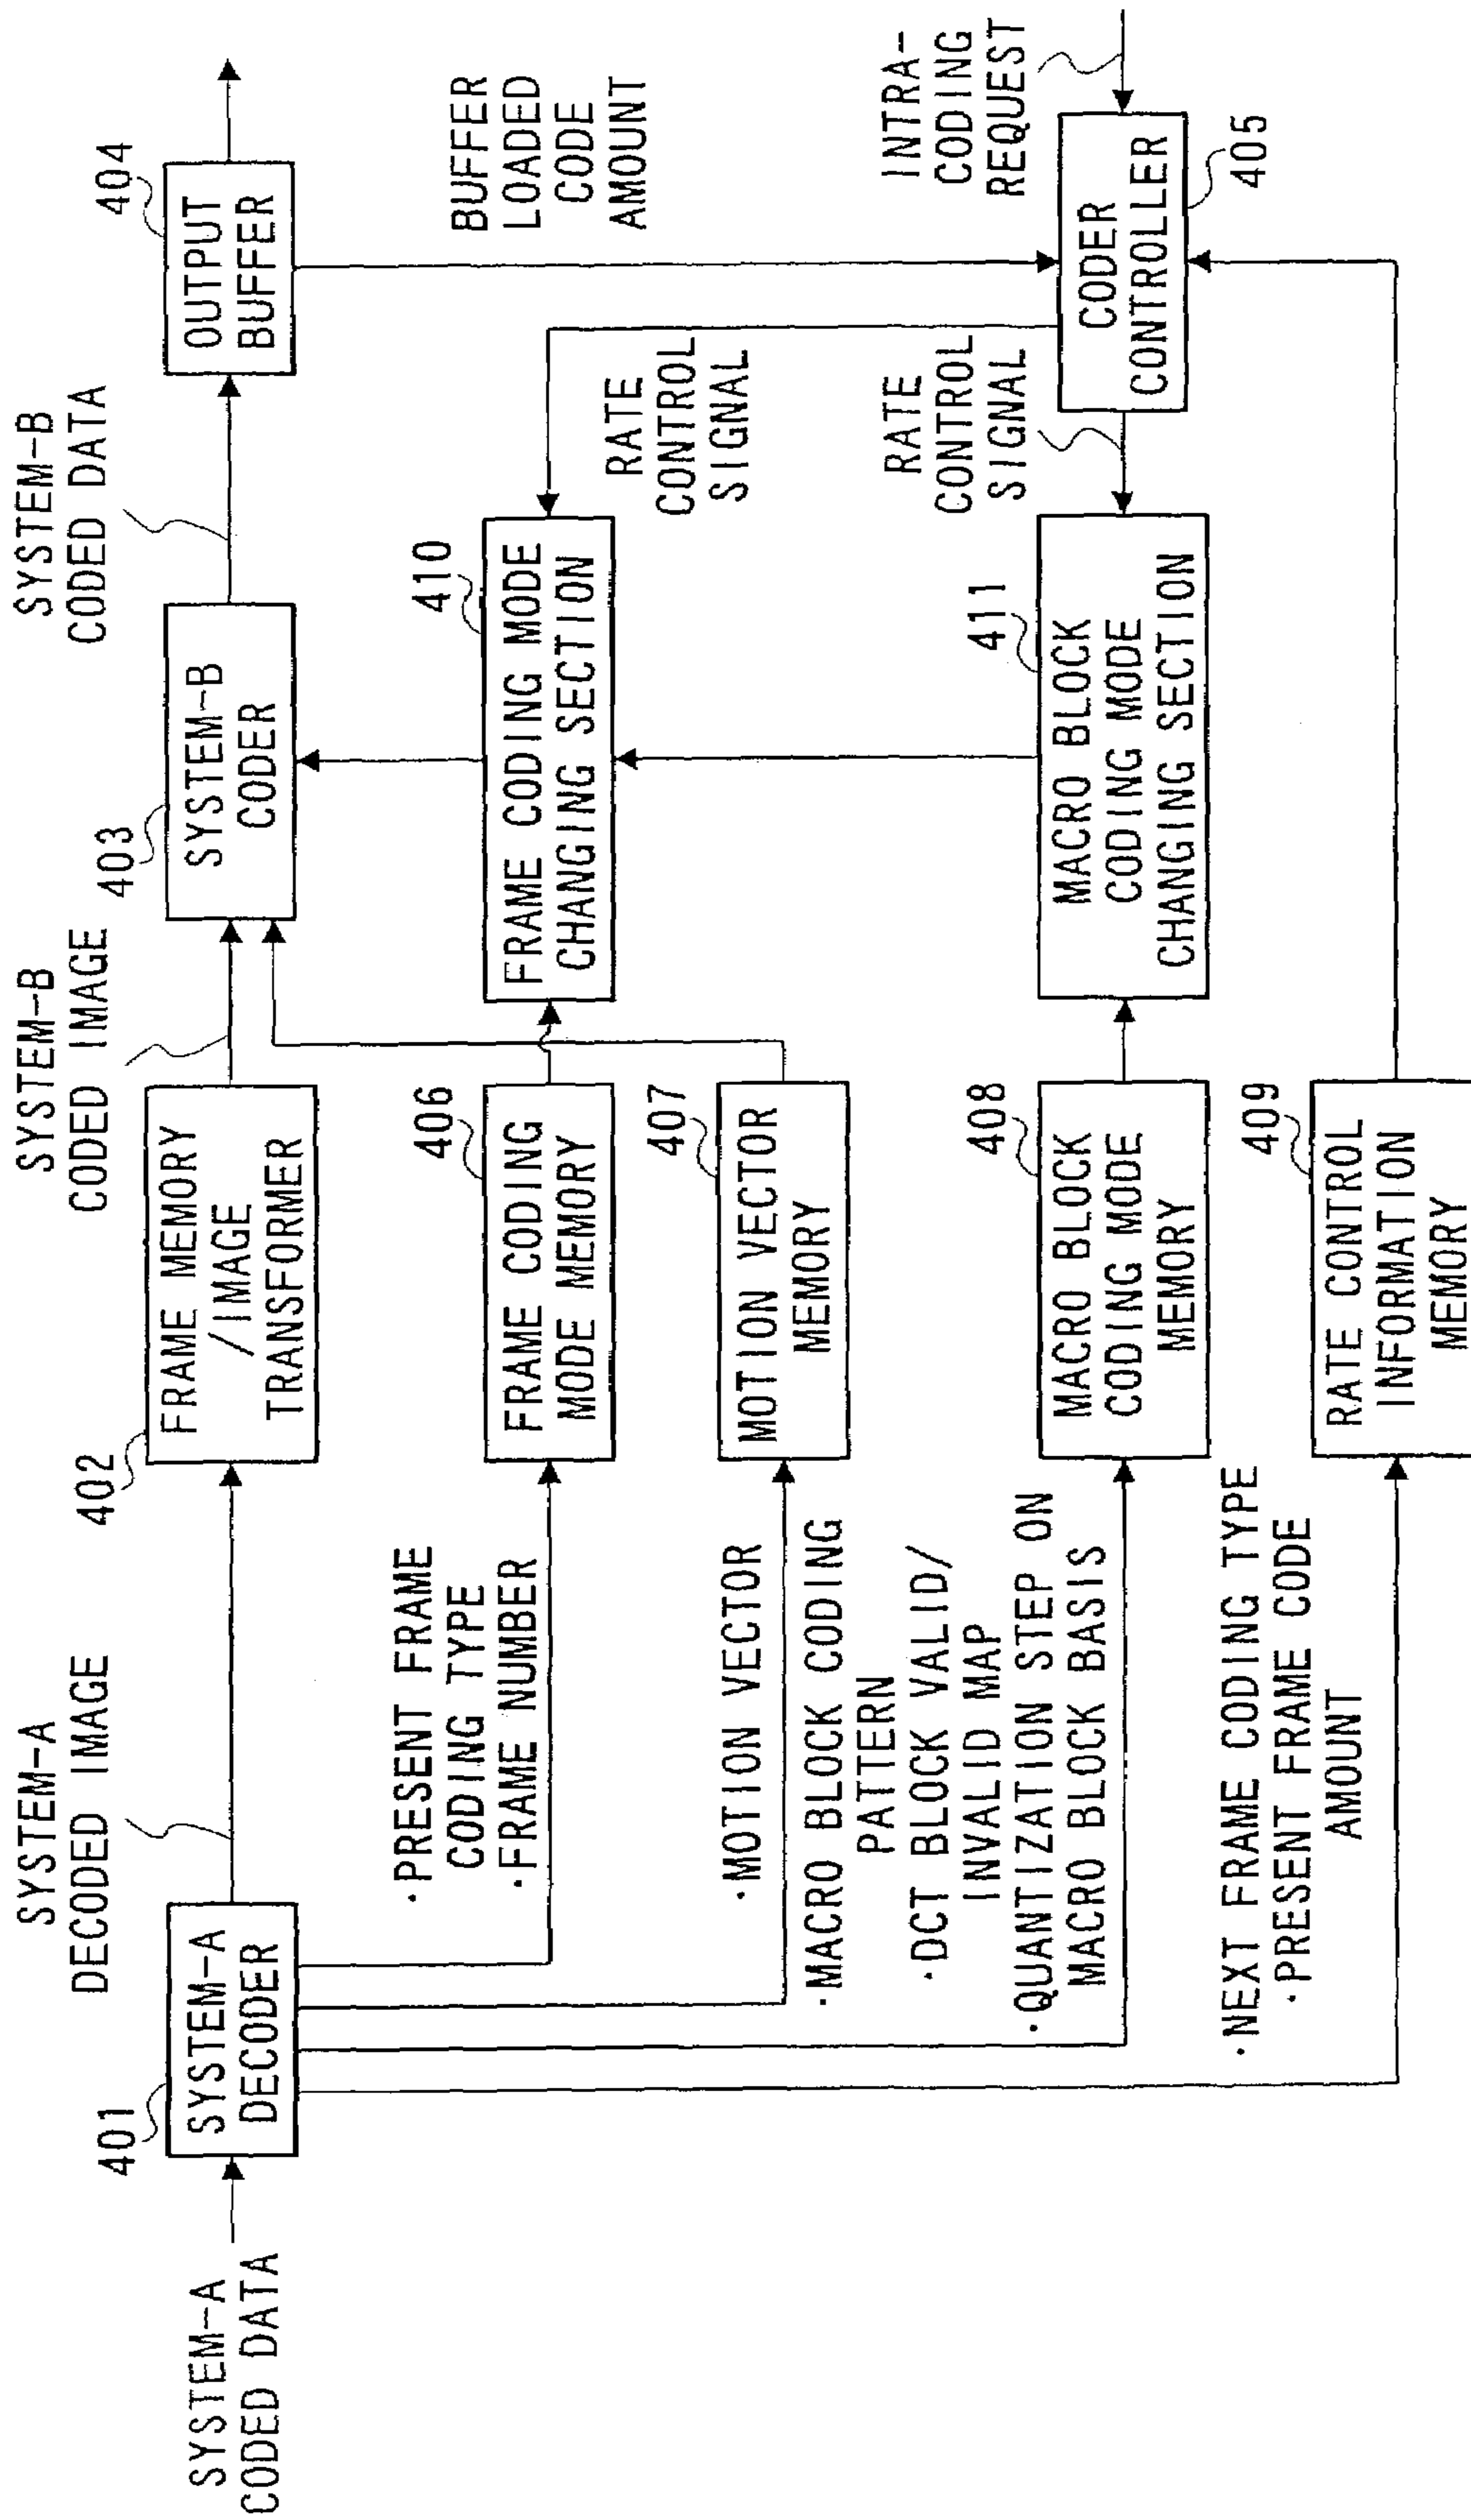 SYSTEM-A
CODED DATA
401
SYSTEM-A
DECODER
SYSTEM-A
DECODED IMAGE
402
FRAME MEMORY
/IMAGE
TRANSFORMER
SYSTEM-B
CODED IMAGE
403
SYSTEM-B
CODER
SYSTEM-B
CODED DATA
404
OUTPUT
BUFFER
BUFFER
LOADED
CODE
AMOUNT
·PRESENT FRAME
CODING TYPE
·FRAME NUMBER
406
FRAME CODING
MODE MEMORY
410
FRAME CODING MODE
CHANGING SECTION
RATE
CONTROL
SIGNAL
·MOTION VECTOR
407
MOTION VECTOR
MEMORY
·MACRO BLOCK CODING
PATTERN
·DCT BLOCK VALID/
INVALID MAP
·QUANTIZATION STEP ON
MACRO BLOCK BASIS
408
MACRO BLOCK
CODING MODE
MEMORY
411
MACRO BLOCK
CODING MODE
CHANGING SECTION
RATE
CONTROL
SIGNAL
CODER
CONTROLLER
405
INTRA-
CODING
REQUEST
·NEXT FRAME CODING TYPE
·PRESENT FRAME CODE
AMOUNT
409
RATE CONTROL
INFORMATION
MEMORY